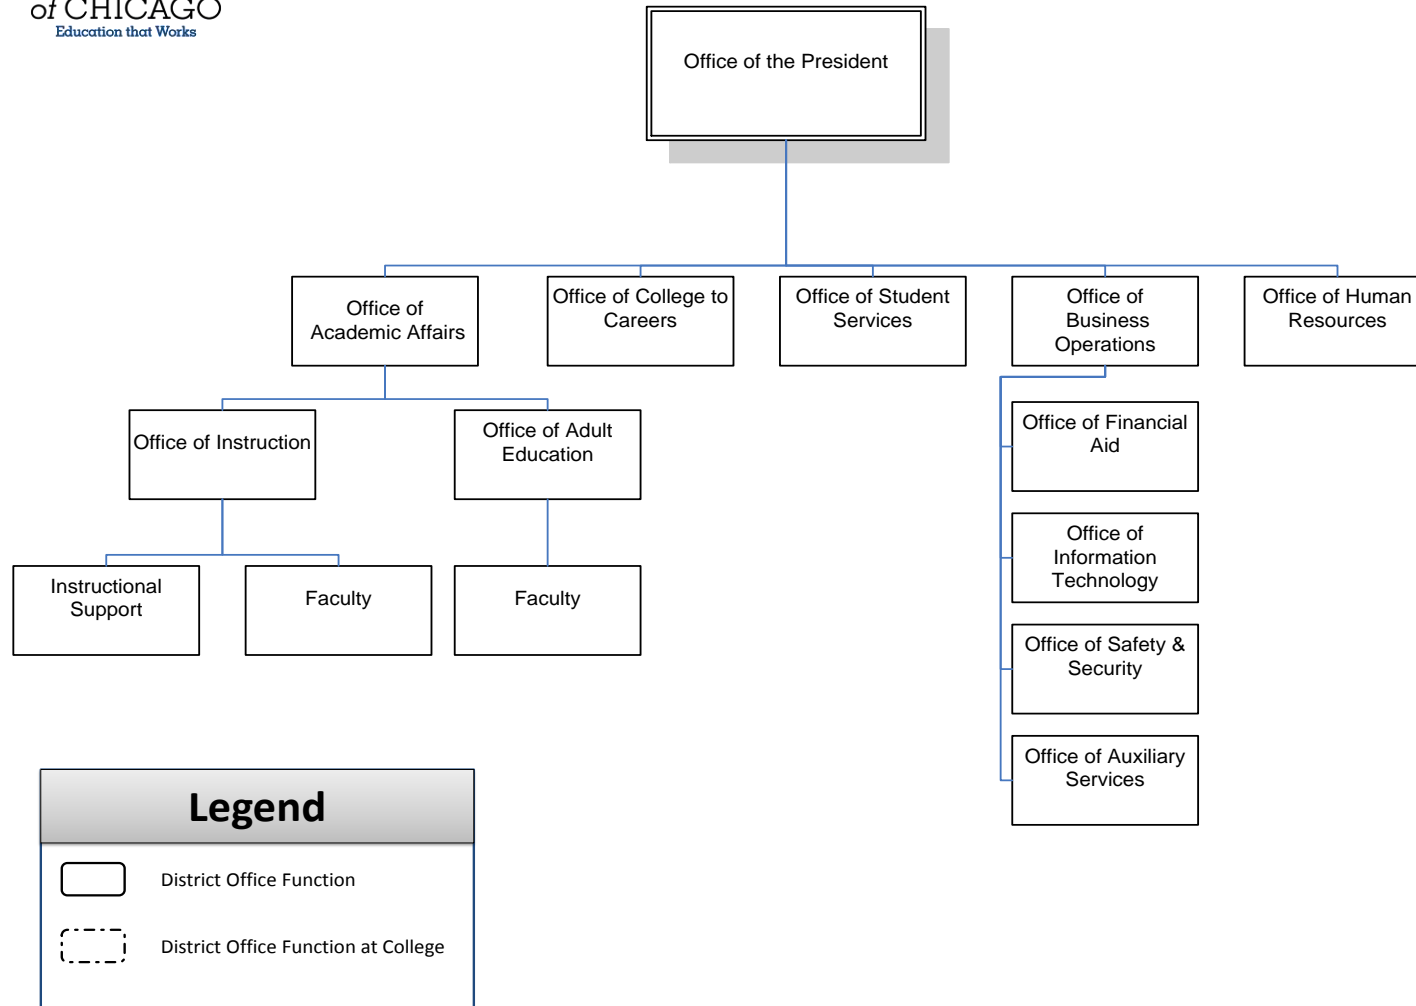 of CHICAGO
Education that Works
Office of the President
Office of
Academic Affairs
Office of College to
Careers
Office of Student
Services
Office of
Business
Operations
Office of Human
Resources
Office of Instruction
Office of Adult
Education
Office of Financial
Aid
Office of
Information
Technology
Instructional
Support
Faculty
Faculty
Office of Safety &
Security
Office of Auxiliary
Services
Legend
District Office Function
District Office Function at College